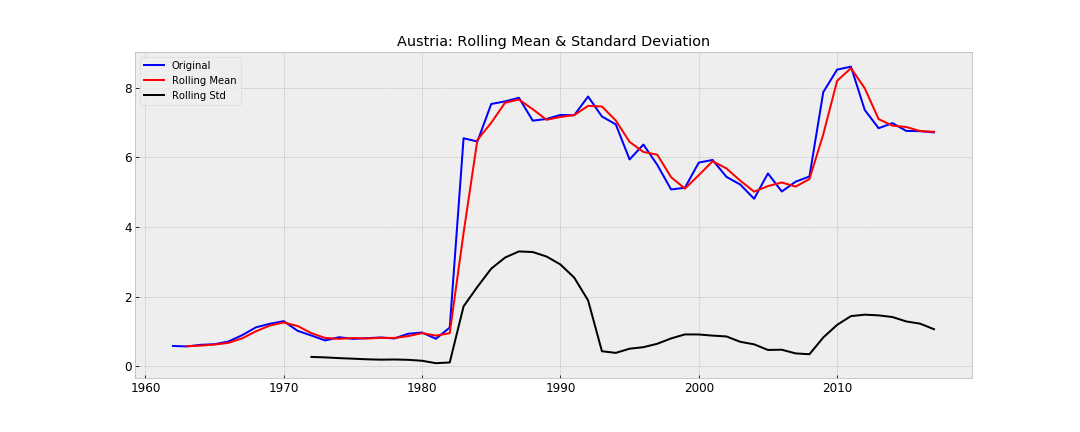 Austria: Rolling Mean & Standard Deviation
Original
Rolling Mean
Rolling Std
8
6
4
2
0
1960 1970 1980 1990 2000 2010